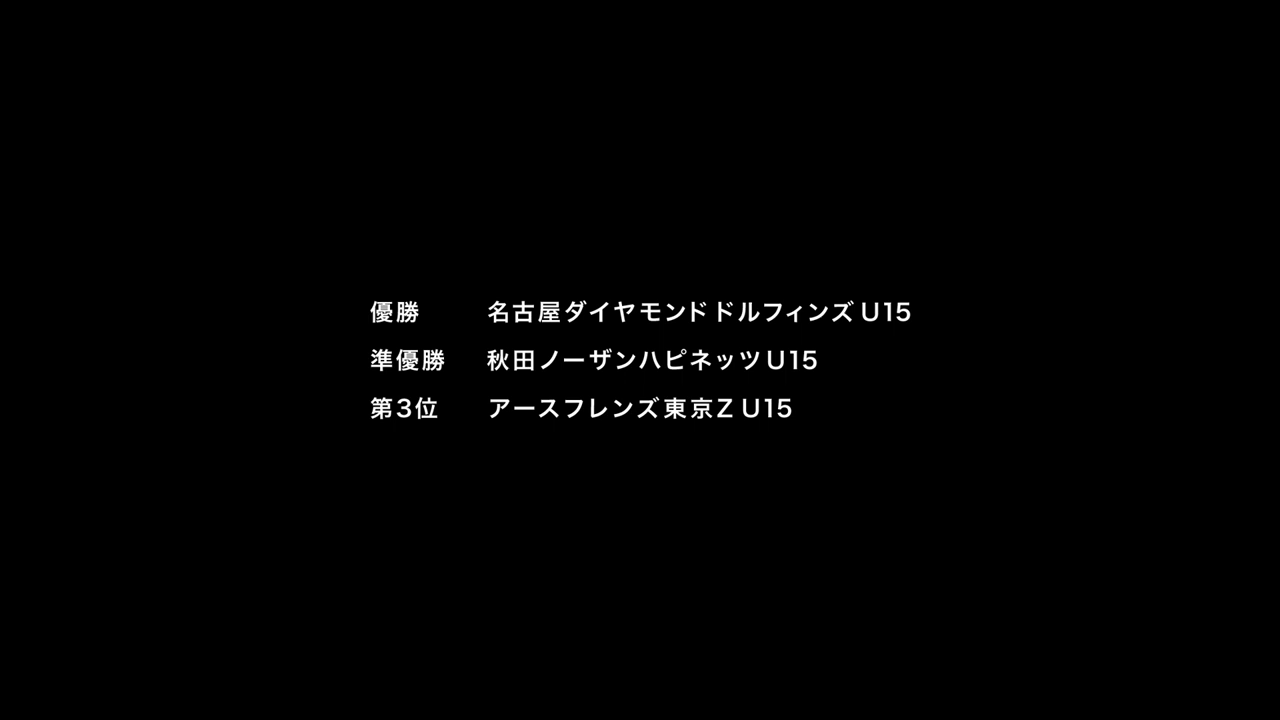 優勝 名古屋ダイヤモンドドルフィンズ U15
準優勝 秋田ノーザンハピネッツ U15
第3位 アースフレンズ東京Z U15